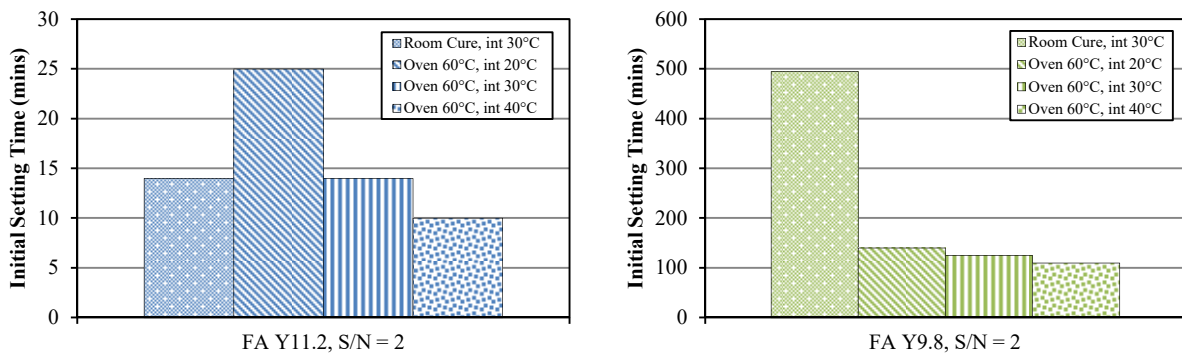 Initial Setting Time (mins)
30
25
20
15
10
5
0
Room Cure, int 30°C
Oven 60°C, int 20°C
Oven 60°C, int 30°C
Oven 60°C, int 40°C
FA Y11.2, S/N = 2
Initial Setting Time (mins)
600
500
400
300
200
100
0
Room Cure, int 30°C
Oven 60°C, int 20°C
Oven 60°C, int 30°C
Oven 60°C, int 40°C
FA Y9.8, S/N = 2